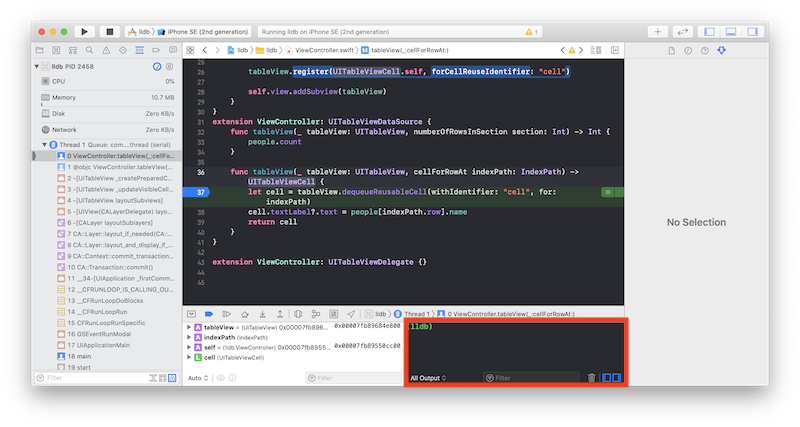 lldb
iPhone SE (2nd generation)
Running lldb on iPhone SE (2nd generation)
1
lldb
lldb
ViewController.swift
M
tableView(_:cellForRowAt:)
lldb PID 2458
CPU
0%
Memory
10.7 MB
Disk
Zero KB/s
Network
Zero KB/s
Thread 1 Queue: com....thread (serial)
0 ViewController.tableView(_:cellFo...
1 @objc ViewController.tableView(...
2 -[UITableView _createPreparedC...
3 -[UITableView _updateVisibleCel...
4 -[UITableView layoutSubviews]
5 -[UIView(CALayerDelegate) layo...
6 -[CALayer layoutSublayers]
7 CA::Layer::layout_if_needed(CA::...
8 CA::Layer::layout_and_display_if...
9 CA::Context::commit_transaction...
10 CA::Transaction::commit()
11 __34-[UIApplication _firstComm...
12 __CFRUNLOOP_IS_CALLING_OU...
13 __CFRunLoopDoBlocks
14 __CFRunLoopRun
15 CFRunLoopRunSpecific
16 GSEventRunModal
17 UIApplicationMain
18 main
19 start
Filter
25
26 tableView.register(UITableViewCell.self, forCellReuseIdentifier: "cell")
27
28 self.view.addSubview(tableView)
29 }
30 }
31 extension ViewController: UITableViewDataSource {
32 func tableView(_ tableView: UITableView, numberOfRowsInSection section: Int) -> Int {
33 people.count
34 }
35
36 func tableView(_ tableView: UITableView, cellForRowAt indexPath: IndexPath) ->
UITableViewCell {
37 let cell = tableView.dequeueReusableCell(withIdentifier: "cell", for:
indexPath)
38 cell.textLabel?.text = people[indexPath.row].name
39 return cell
40 }
41 }
42
43 extension ViewController: UITableViewDelegate {}
44
45
No Selection
lldb
Thread 1
0 ViewController.tableView(_:cellForRowAt:)
A tableView = (UITableView) 0x00007fb896... 0x00007fb89684e800
A indexPath (IndexPath)
A self = (lldb.ViewController) 0x00007fb8955... 0x00007fb89550cc00
L cell (UITableViewCell)
Auto
Filter
(lldb)
All Output
Filter